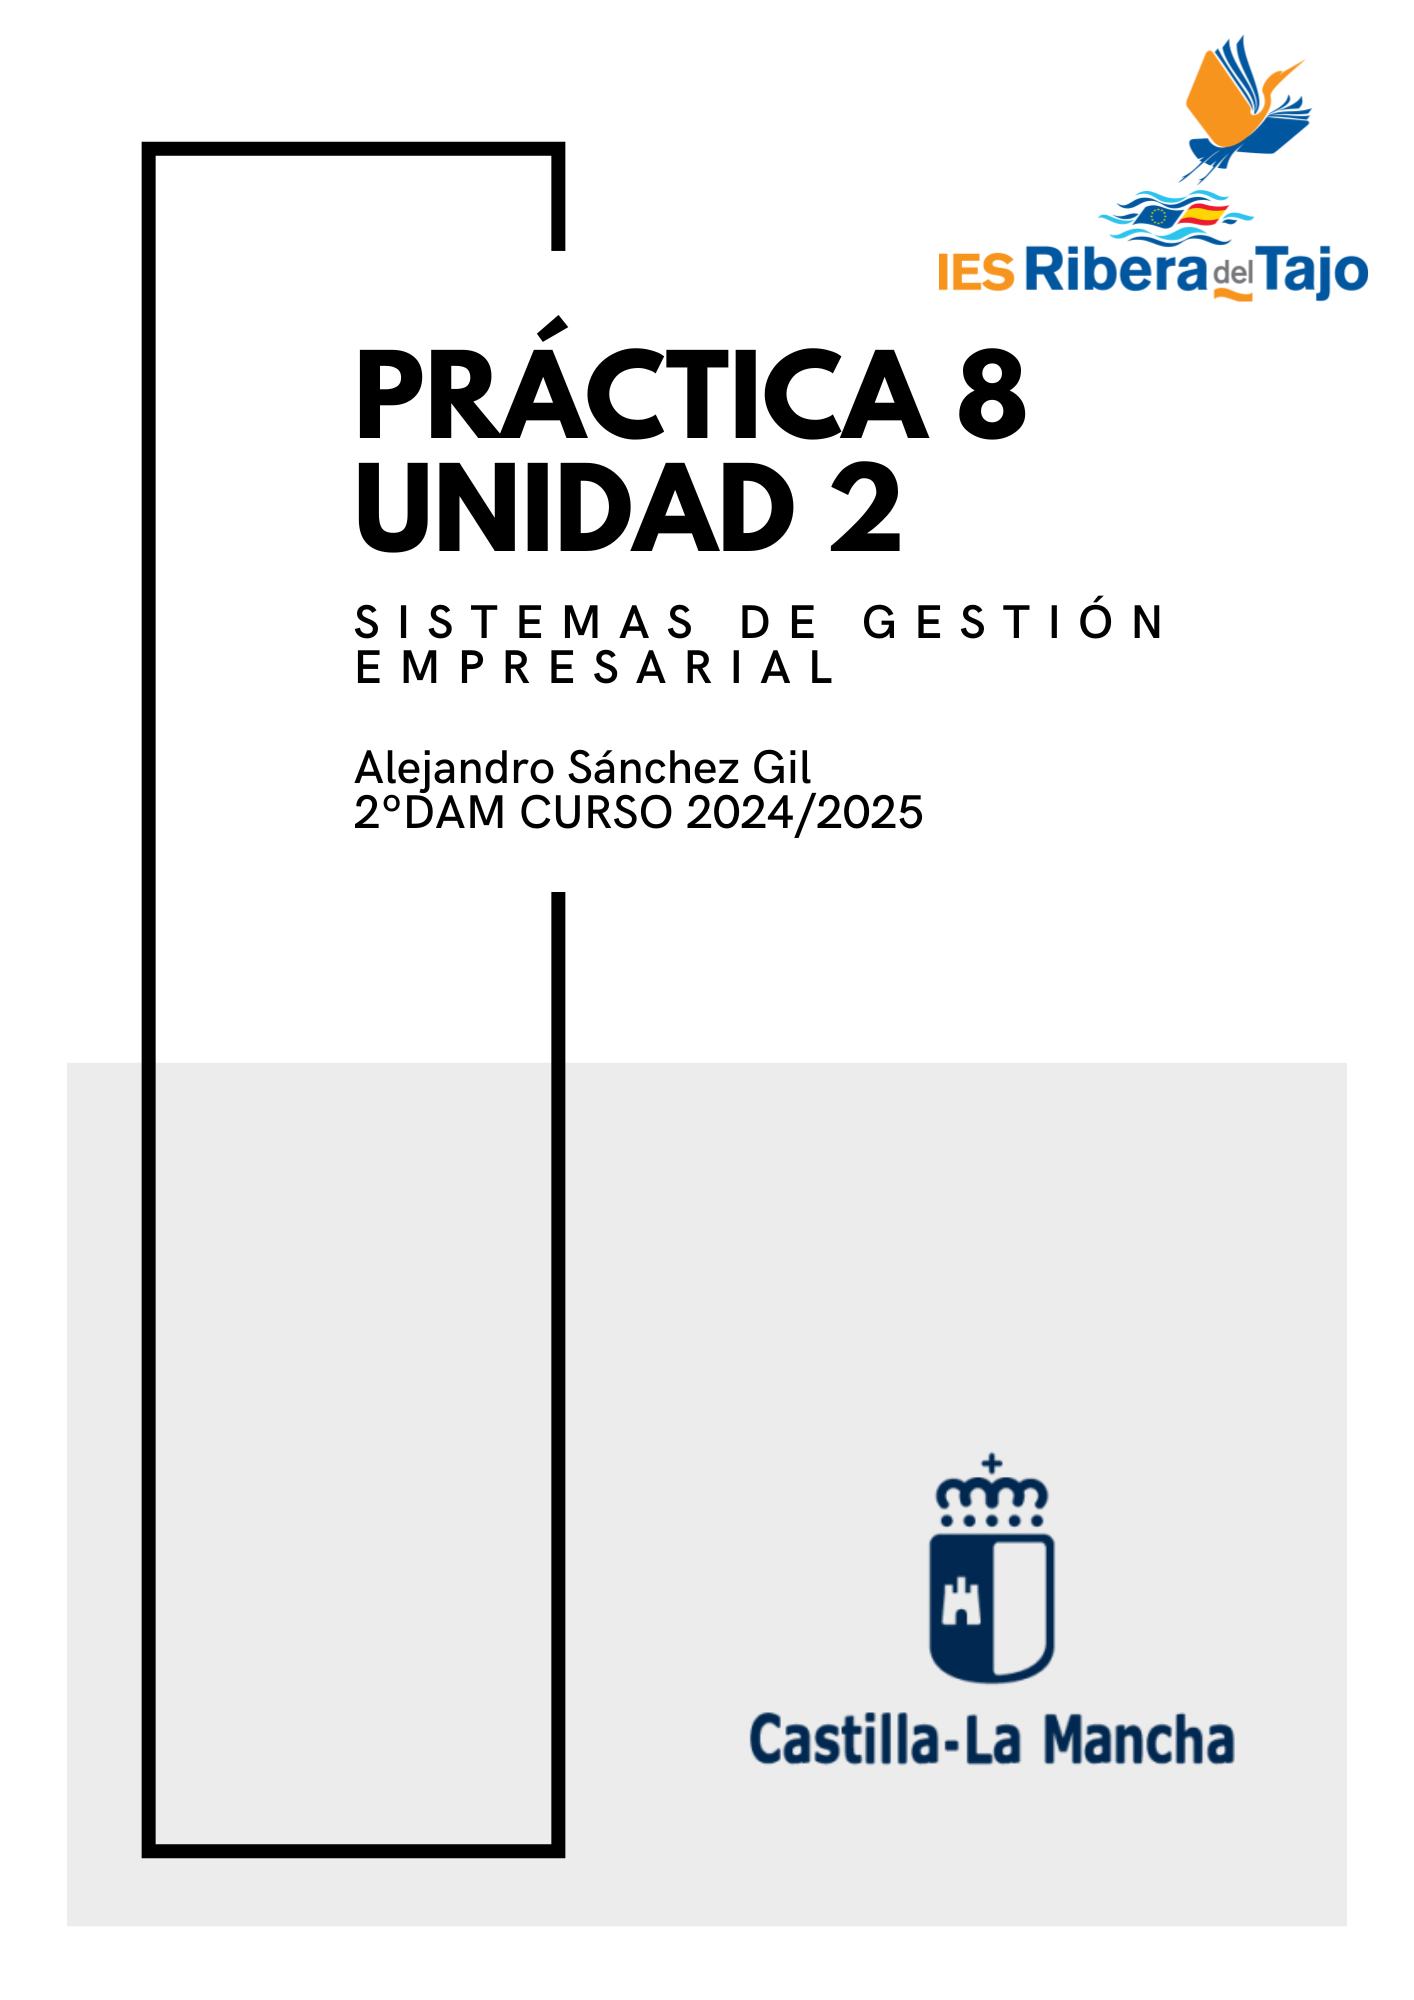 IES Ribera del Tajo
PRÁCTICA 8
UNIDAD 2
SISTEMAS DE GESTIÓN
EMPRESARIAL
Alejandro Sánchez Gil
2ºDAM CURSO 2024/2025
Castilla-La Mancha